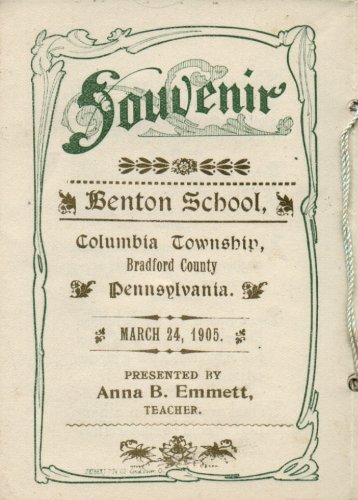 Souvenir
Benton School,
Columbia Township,
Bradford County
Pennsylvania.
MARCH 24, 1905.
PRESENTED BY
Anna B. Emmett,
TEACHER.